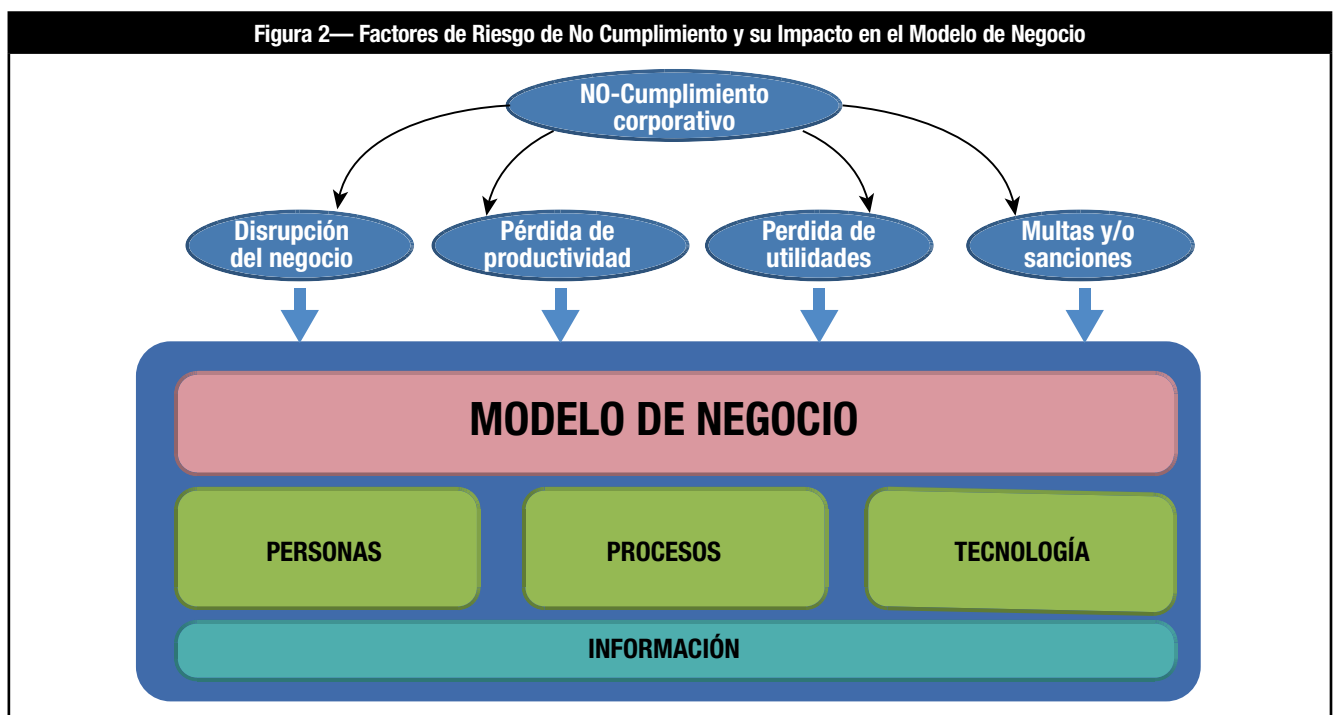 Figura 2— Factores de Riesgo de No Cumplimiento y su Impacto en el Modelo de Negocio
NO-Cumplimiento
corporativo
Disrupción
del negocio
Pérdida de
productividad
Perdida de
utilidades
Multas y/o
sanciones
MODELO DE NEGOCIO
PERSONAS
PROCESOS
TECNOLOGÍA
INFORMACIÓN